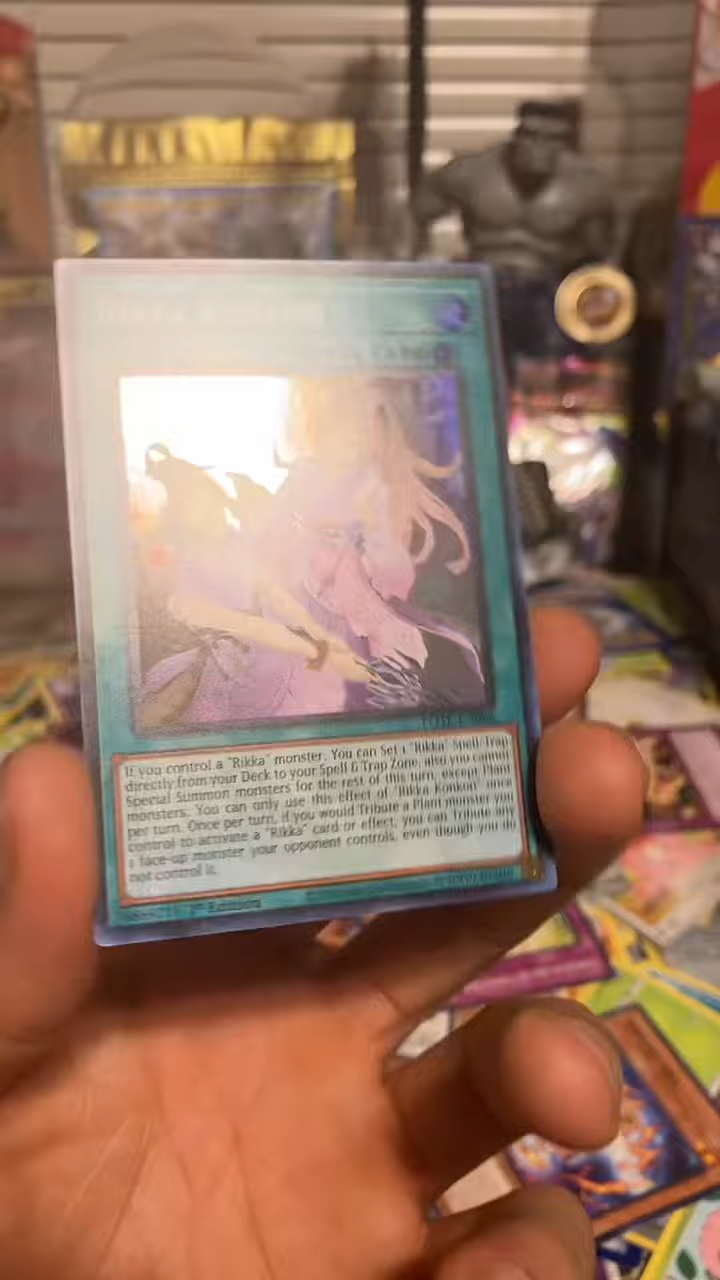 If you control a "Rikka" monster: You can Set 1 "Rikka" Spell/Trap
directly from your Deck to your Spell & Trap Zone, also you cannot
Special Summon monsters for the rest of this turn, except Plant
monsters. You can only use this effect of "Rikka Konkon" once
per turn. Once per turn, if you would Tribute a Plant monster you
control to activate a "Rikka" card or effect, you can Tribute any
1 face-up monster your opponent controls, even though you my
not control it.
1st Edition